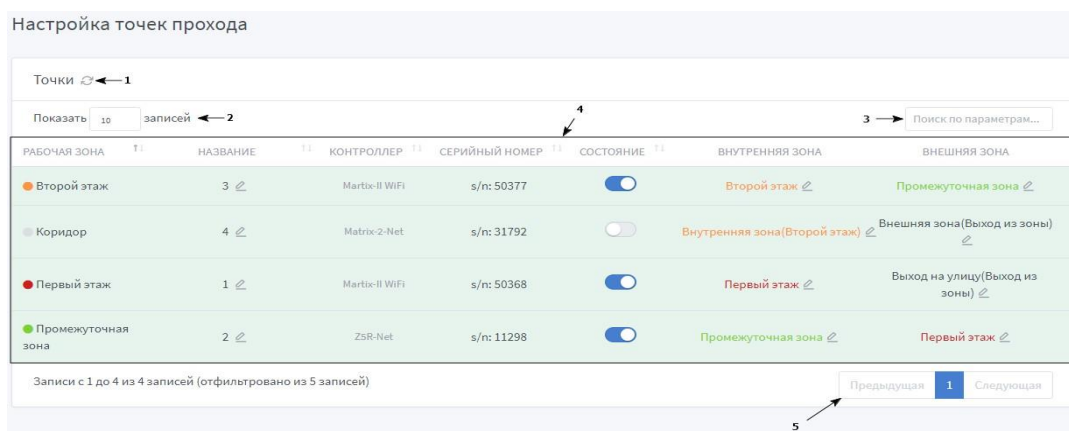 Настройка точек прохода
Точки 1
Показать 10 записей 2
4
3 Поиск по параметрам...
РАБОЧАЯ ЗОНА НАЗВАНИЕ КОНТРОЛЛЕР СЕРИЙНЫЙ НОМЕР СОСТОЯНИЕ ВНУТРЕННЯЯ ЗОНА ВНЕШНЯЯ ЗОНА
Второй этаж 3 Martix-II WiFi s/n: 50377 Второй этаж Промежуточная зона
Коридор 4 Matrix-2-Net s/n: 31792 Внутренняя зона(Второй этаж) Внешняя зона(Выход из зоны)
Первый этаж 1 Martix-II WiFi s/n: 50368 Первый этаж Выход на улицу(Выход из
зоны)
Промежуточная
зона 2 Z5R-Net s/n: 11298 Промежуточная зона Первый этаж
Записи с 1 до 4 из 4 записей (отфильтровано из 5 записей)
Предыдущая 1 Следующая
5